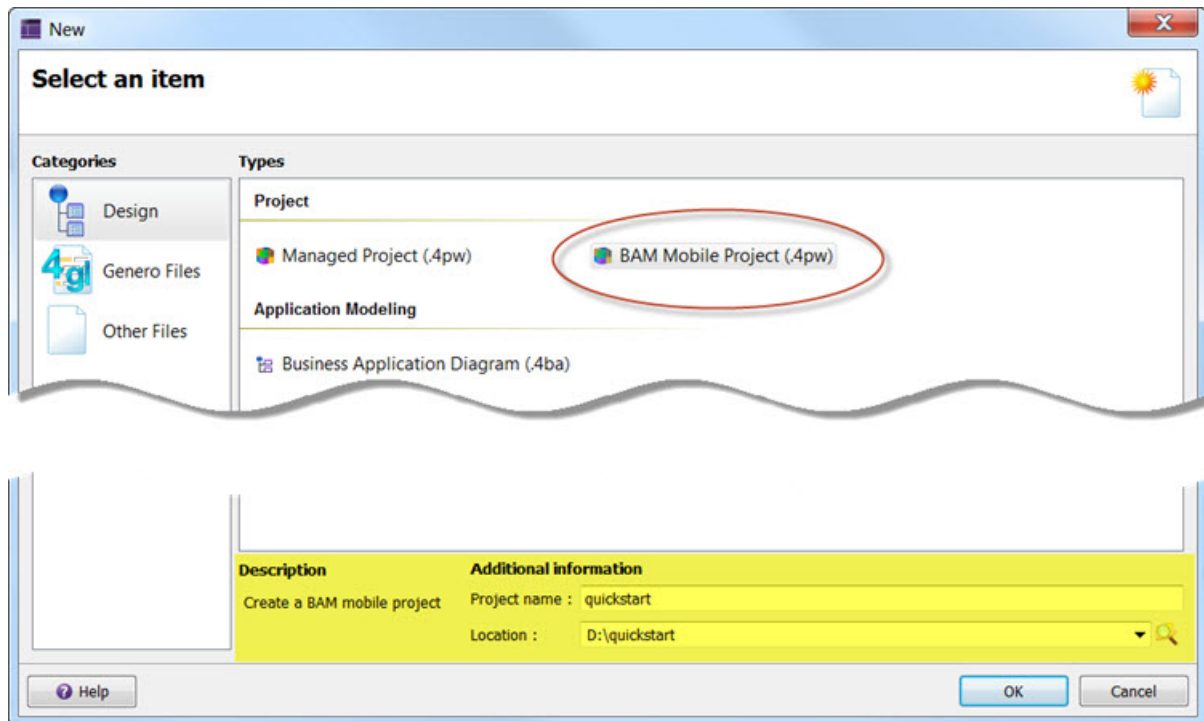 New
Select an item
Categories
Types
Design
4gl Genero Files
Other Files
Project
Managed Project (.4pw)
BAM Mobile Project (.4pw)
Application Modeling
Business Application Diagram (.4ba)
Description
Create a BAM mobile project
Additional information
Project name : quickstart
Location : D:\quickstart
Help
OK
Cancel